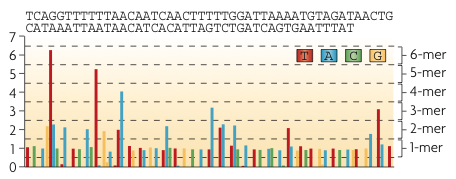 TCAGGTTTTTTAACAATCAACTTTTTGGATTAAAATGTAGATAACTG
CATAAATTAATAACATCACATTAGTCTGATCAGTGAATTTAT
7
6
5
4
3
2
1
0
T A C G
6-mer
5-mer
4-mer
3-mer
2-mer
1-mer